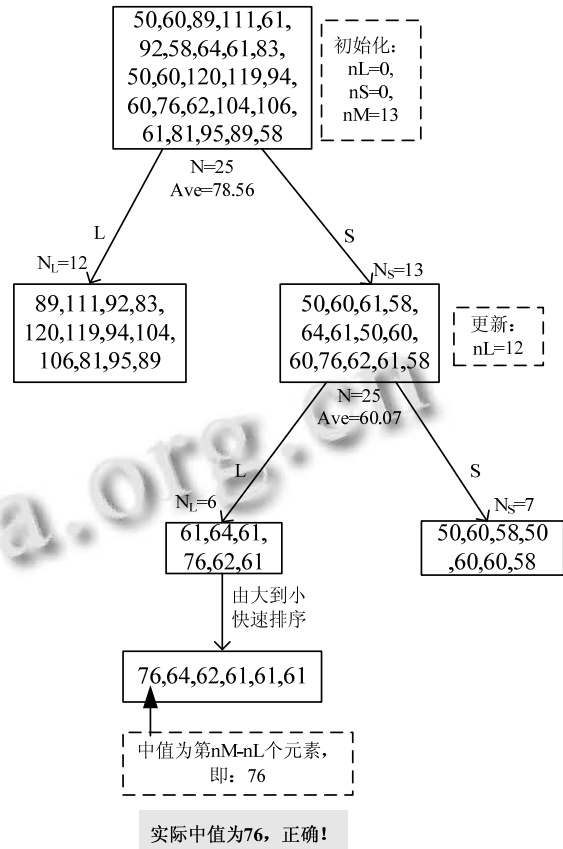 50,60,89,111,61,
92,58,64,61,83,
50,60,120,119,94
60,76,62,104,106
,61,81,95,89,58
初始化：
nL=0,
nS=0,
nM=13
N=25
Ave=78.56
L
S
N_L=12
N_S=13
89,111,92,83,
120,119,94,104,
106,81,95,89
50,60,61,58,
64,61,50,60,
60,76,62,61,58
更新：
nL=12
N=25
Ave=60.07
L
S
N_L=6
N_S=7
61,64,61,
76,62,61
50,60,58,50
,60,60,58
由大到小
快速排序
76,64,62,61,61,61
中值为第nM-nL个元素，
即：76
实际中值为76，正确！
a.org.cn